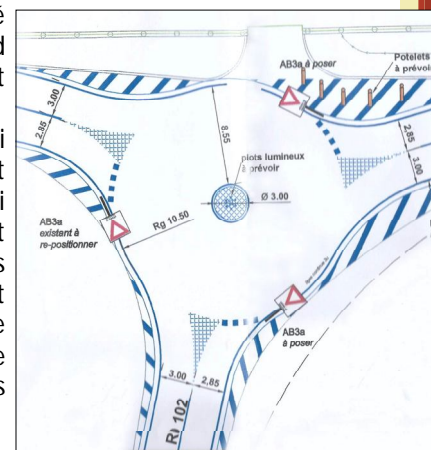 é
d
t
i
t
i
t
s
t
e
e
s
AB3a à poser
Potelets
à prévoir
3.00
2,85
8.55
2,85
3.00
plots lumineux
à prévoir
Ø 3.00
Rg 10.50
AB3a
existant à
re-positionner
AB3a
à poser
3.00
2,85
102